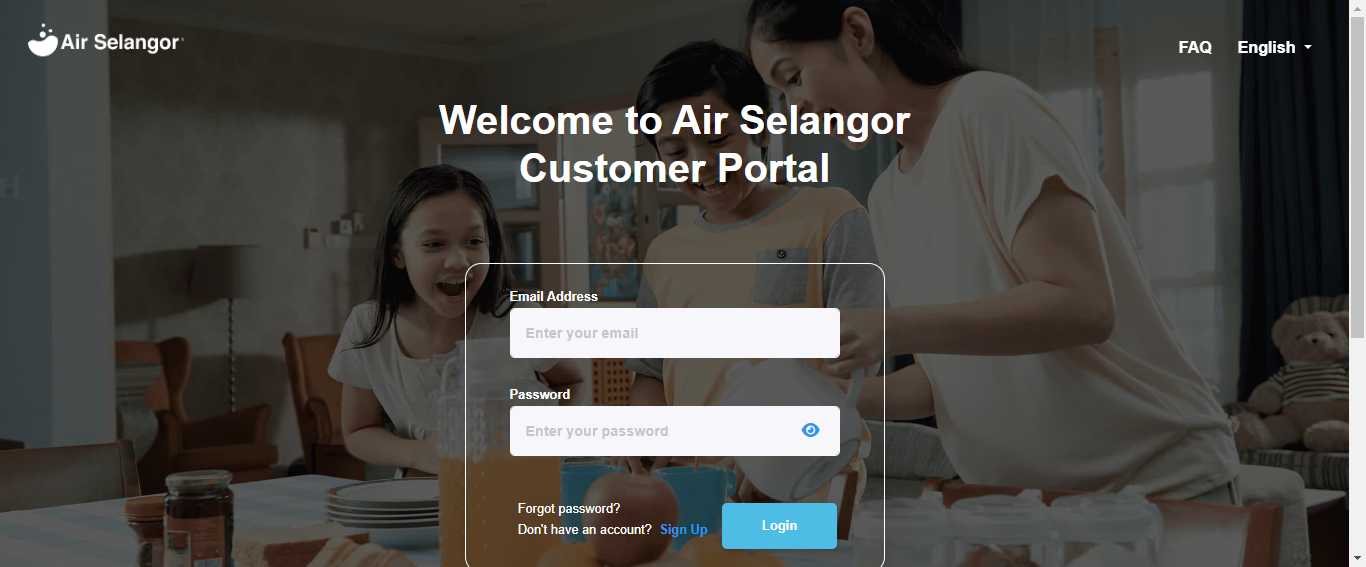 Air Selangor
FAQ
English
Welcome to Air Selangor
Customer Portal
Email Address
Enter your email
Password
Enter your password
Forgot password?
Don't have an account? Sign Up
Login